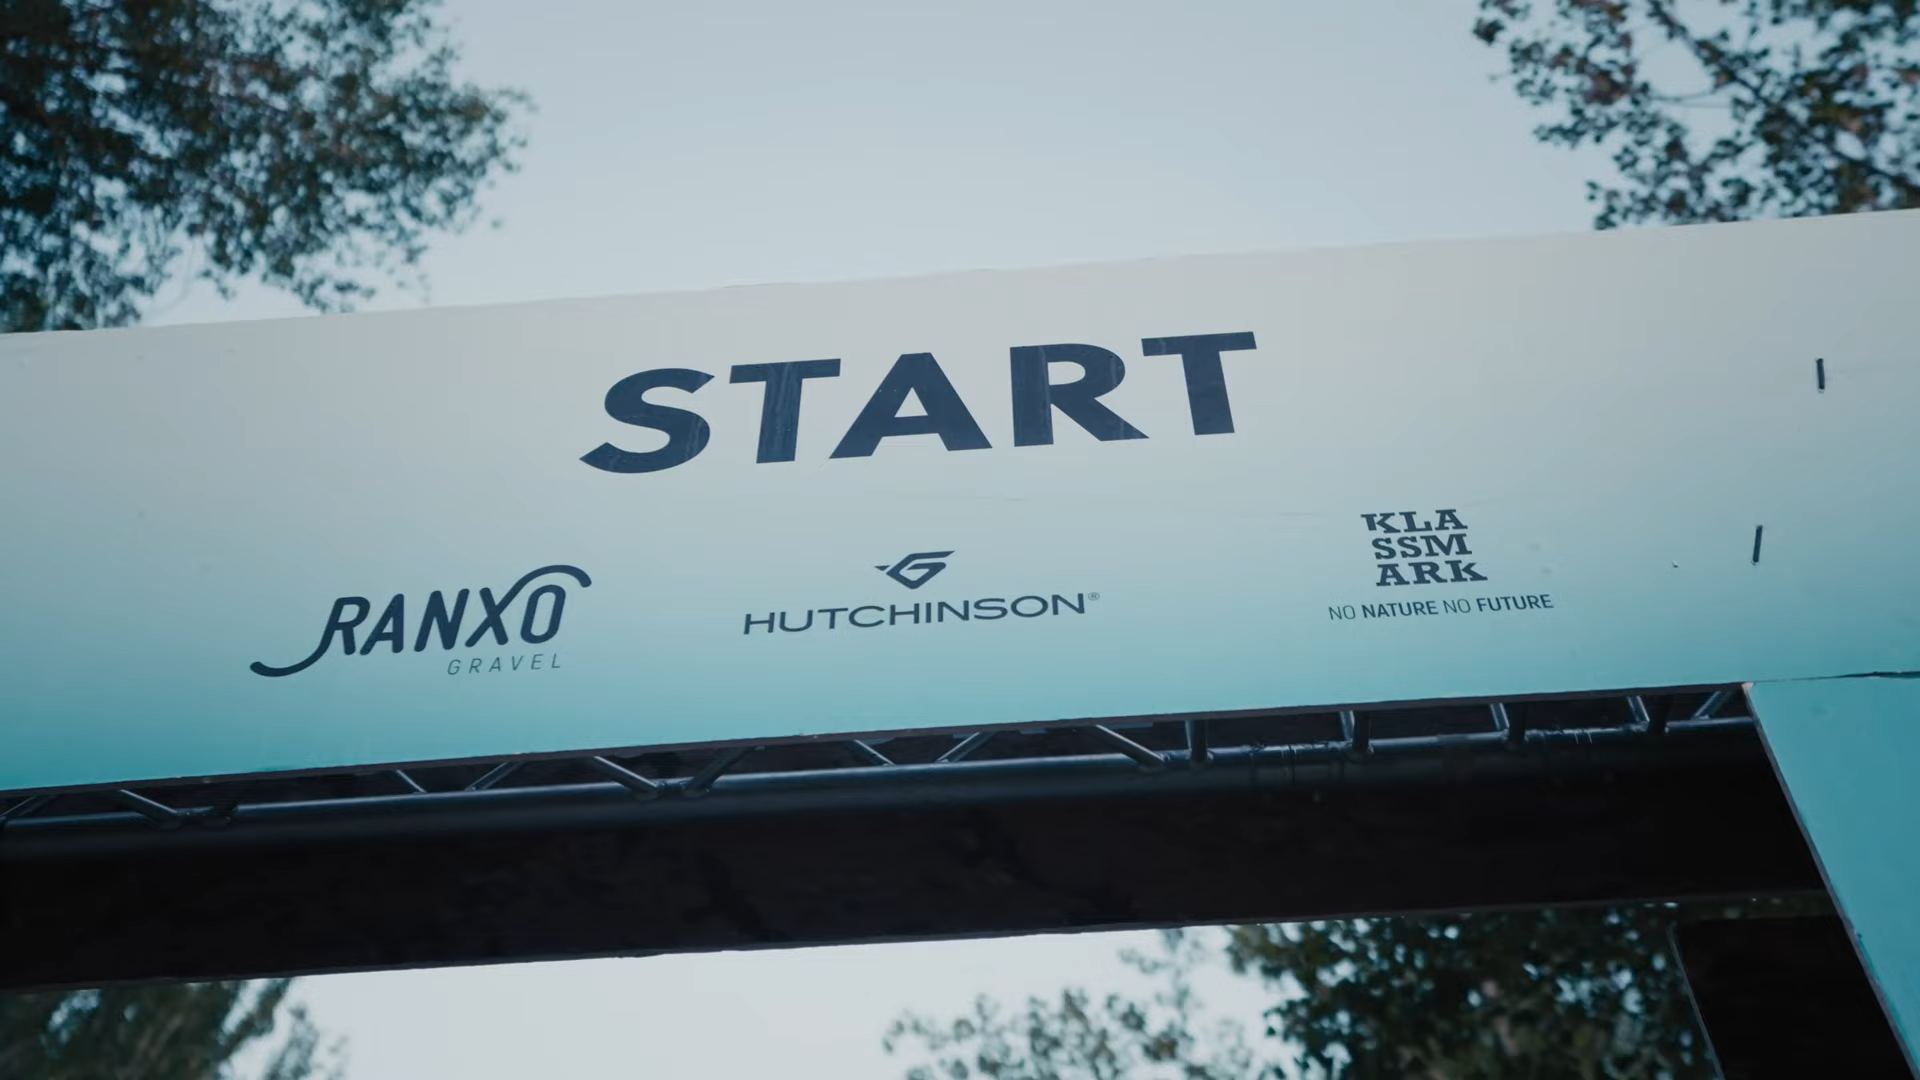 START
RANXO
GRAVEL
HUTCHINSON®
KLA
SSM
ARK
NO NATURE NO FUTURE